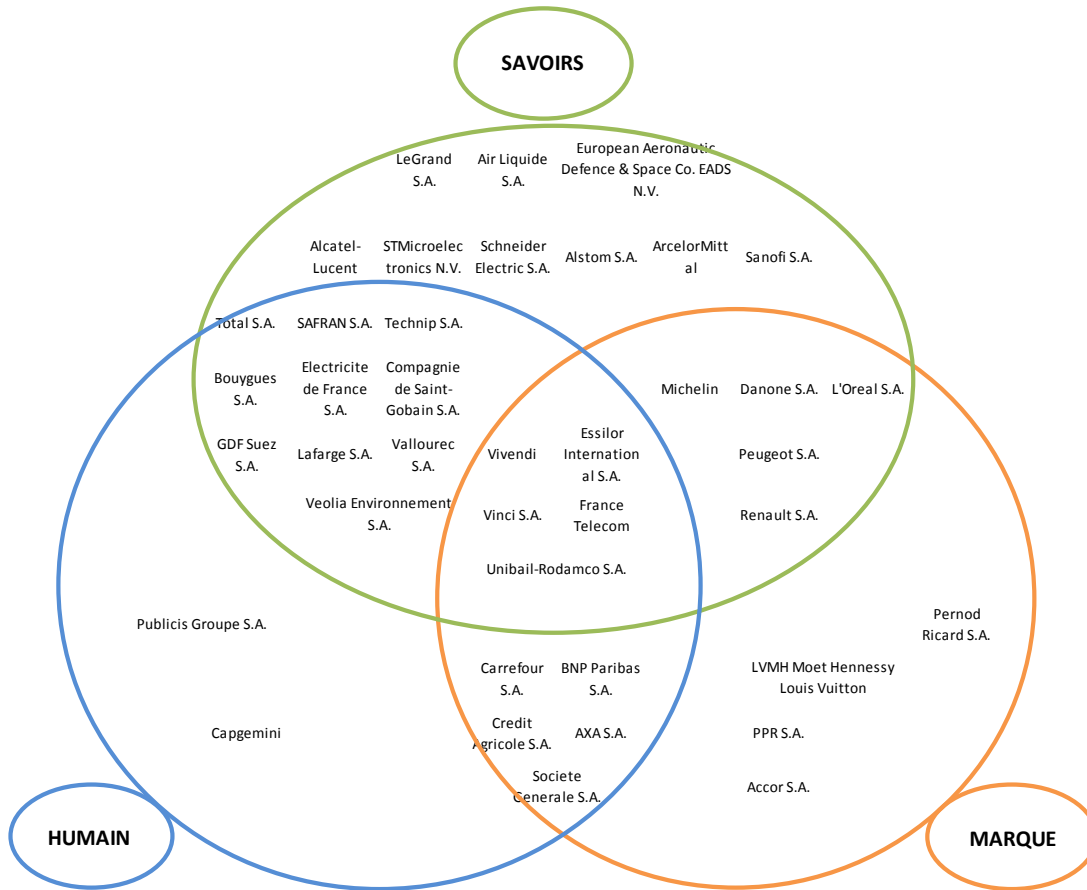 SAVOIRS
LeGrand
S.A.
Air Liquide
S.A.
European Aeronautic
Defence & Space Co. EADS
N.V.
Alcatel-
Lucent
STMicroelec
tronics N.V.
Schneider
Electric S.A.
Alstom S.A.
ArcelorMitt
al
Sanofi S.A.
Total S.A.
SAFRAN S.A.
Technip S.A.
Bouygues
S.A.
Electricite
de France
S.A.
Compagnie
de Saint-
Gobain S.A.
Michelin
Danone S.A.
L'Oreal S.A.
GDF Suez
S.A.
Lafarge S.A.
Vallourec
S.A.
Vivendi
Essilor
Internation
al S.A.
Peugeot S.A.
Veolia Environnement
S.A.
Vinci S.A.
France
Telecom
Renault S.A.
Unibail-Rodamco S.A.
Publicis Groupe S.A.
Pernod
Ricard S.A.
Carrefour
S.A.
BNP Paribas
S.A.
LVMH Moet Hennessy
Louis Vuitton
Capgemini
Credit
Agricole S.A.
AXA S.A.
PPR S.A.
Societe
Generale S.A.
Accor S.A.
HUMAIN
MARQUE